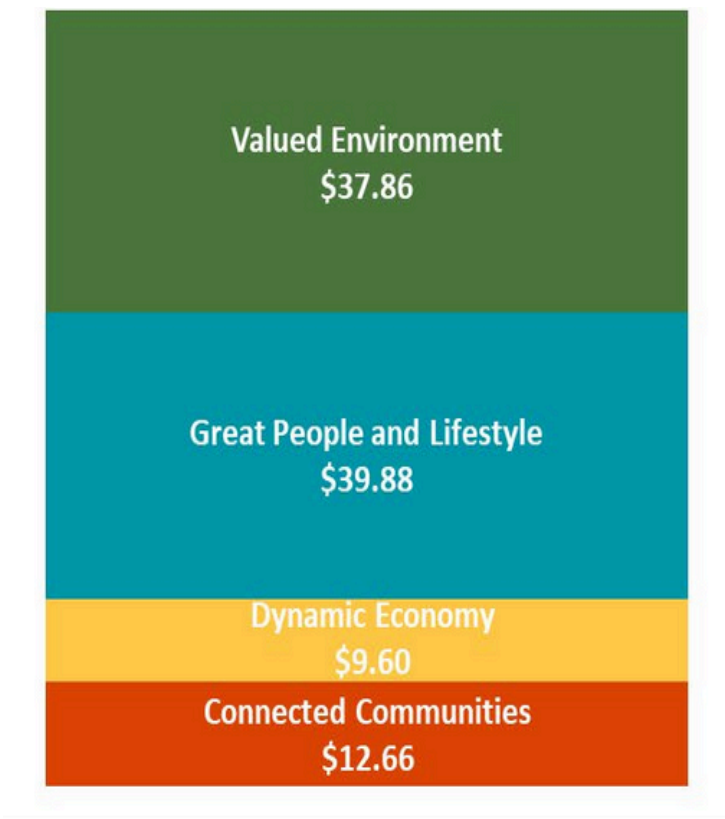 Valued Environment
$37.86
Great People and Lifestyle
$39.88
Dynamic Economy
$9.60
Connected Communities
$12.66